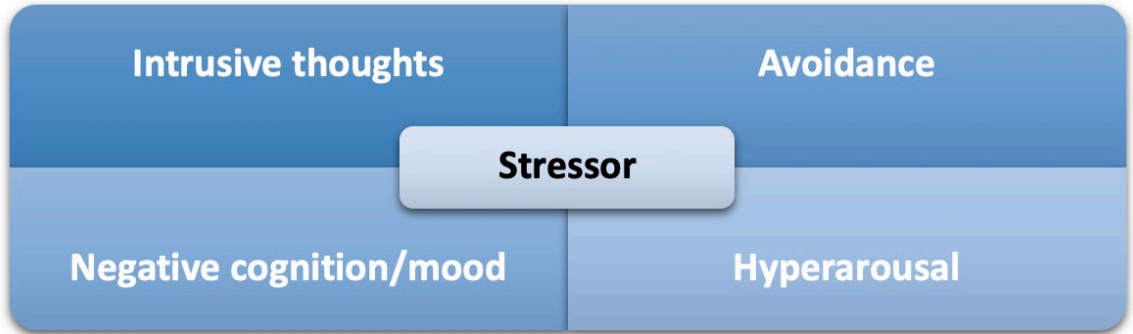 Intrusive thoughts
Avoidance
Stressor
Negative cognition/mood
Hyperarousal